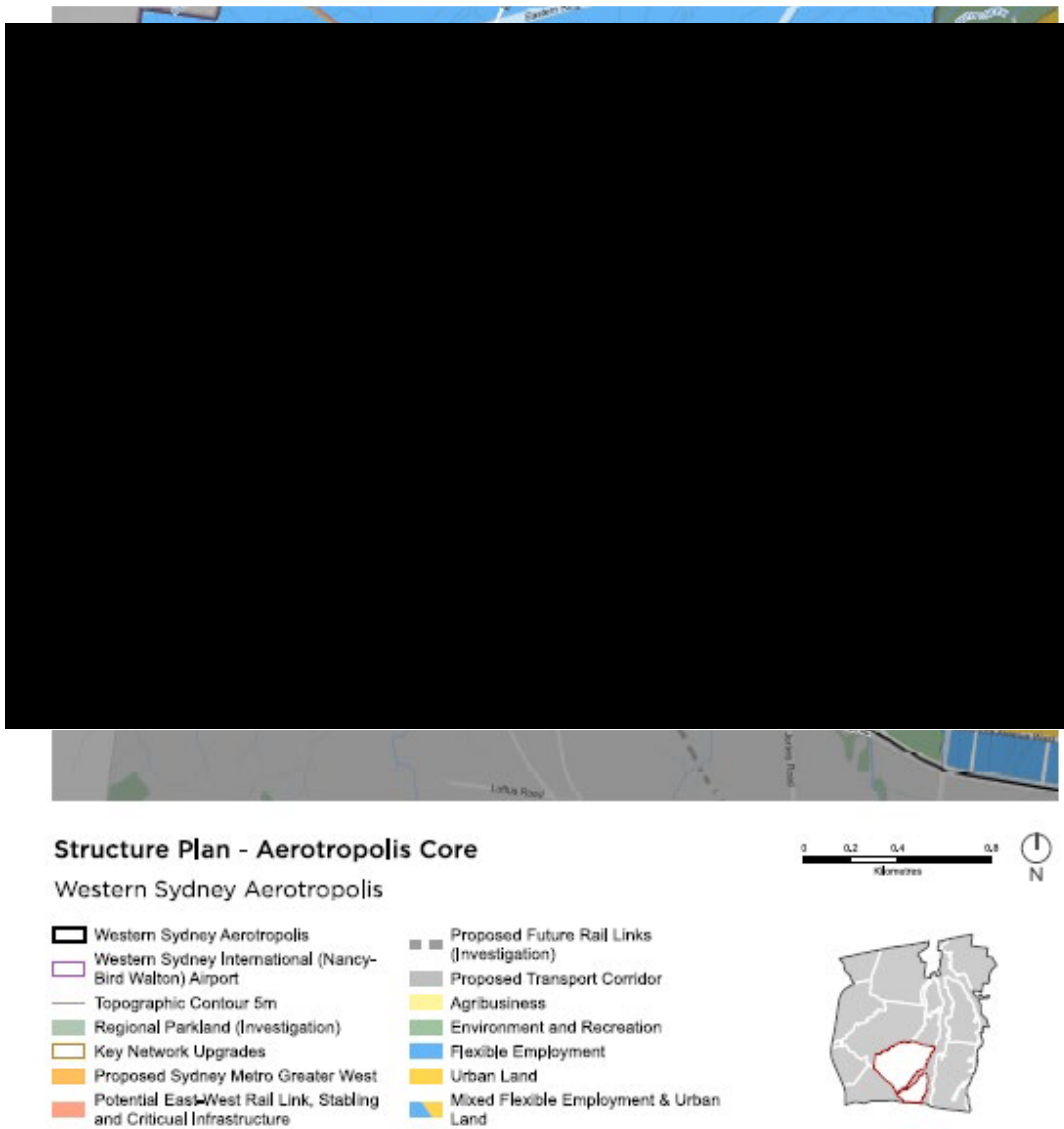 Loftus Road
Structure Plan - Aerotropolis Core
Western Sydney Aerotropolis
0 0.2 0.4 0.8
Kilometres
N
Western Sydney Aerotropolis
Western Sydney International (Nancy-
Bird Walton) Airport
Topographic Contour 5m
Regional Parkland (Investigation)
Key Network Upgrades
Proposed Sydney Metro Greater West
Potential East-West Rail Link, Stabling
and Criticual Infrastructure
Proposed Future Rail Links
(Investigation)
Proposed Transport Corridor
Agribusiness
Environment and Recreation
Flexible Employment
Urban Land
Mixed Flexible Employment & Urban
Land